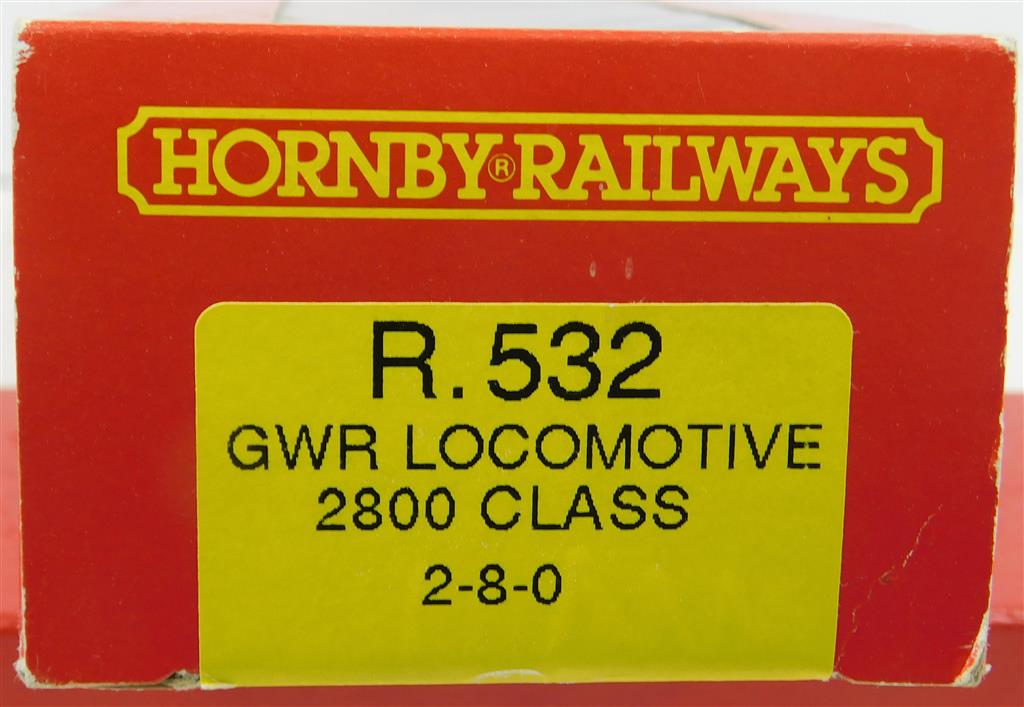 HORNBY® RAILWAYS
R.532
GWR LOCOMOTIVE
2800 CLASS
2-8-0